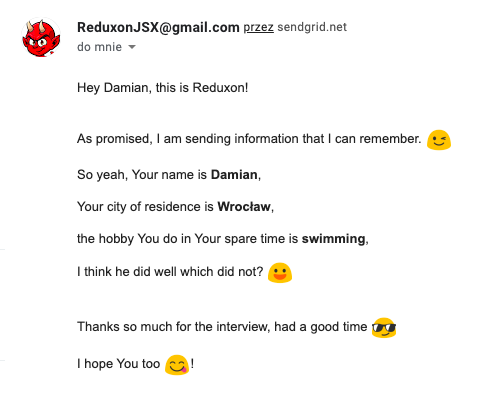 ReduxonJSX@gmail.com przez sendgrid.net
do mnie
Hey Damian, this is Reduxon!
As promised, I am sending information that I can remember. 😉
So yeah, Your name is Damian,
Your city of residence is Wrocław,
the hobby You do in Your spare time is swimming,
I think he did well which did not? 😃
Thanks so much for the interview, had a good time 😎
I hope You too 😋!